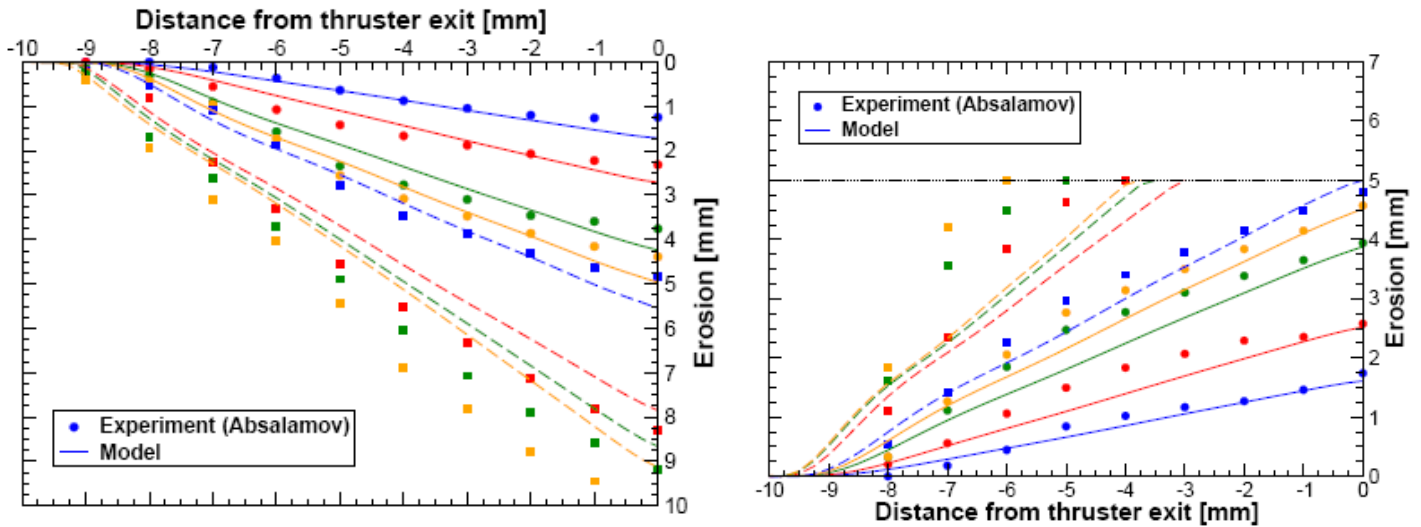 Distance from thruster exit [mm]
-10 -9 -8 -7 -6 -5 -4 -3 -2 -1 0
0
1
2
3
4
5
6
7
8
9
10
Erosion [mm]
Experiment (Absalamov)
Model
7
6
5
4
3
2
1
0
Erosion [mm]
Experiment (Absalamov)
Model
-10 -9 -8 -7 -6 -5 -4 -3 -2 -1 0
Distance from thruster exit [mm]